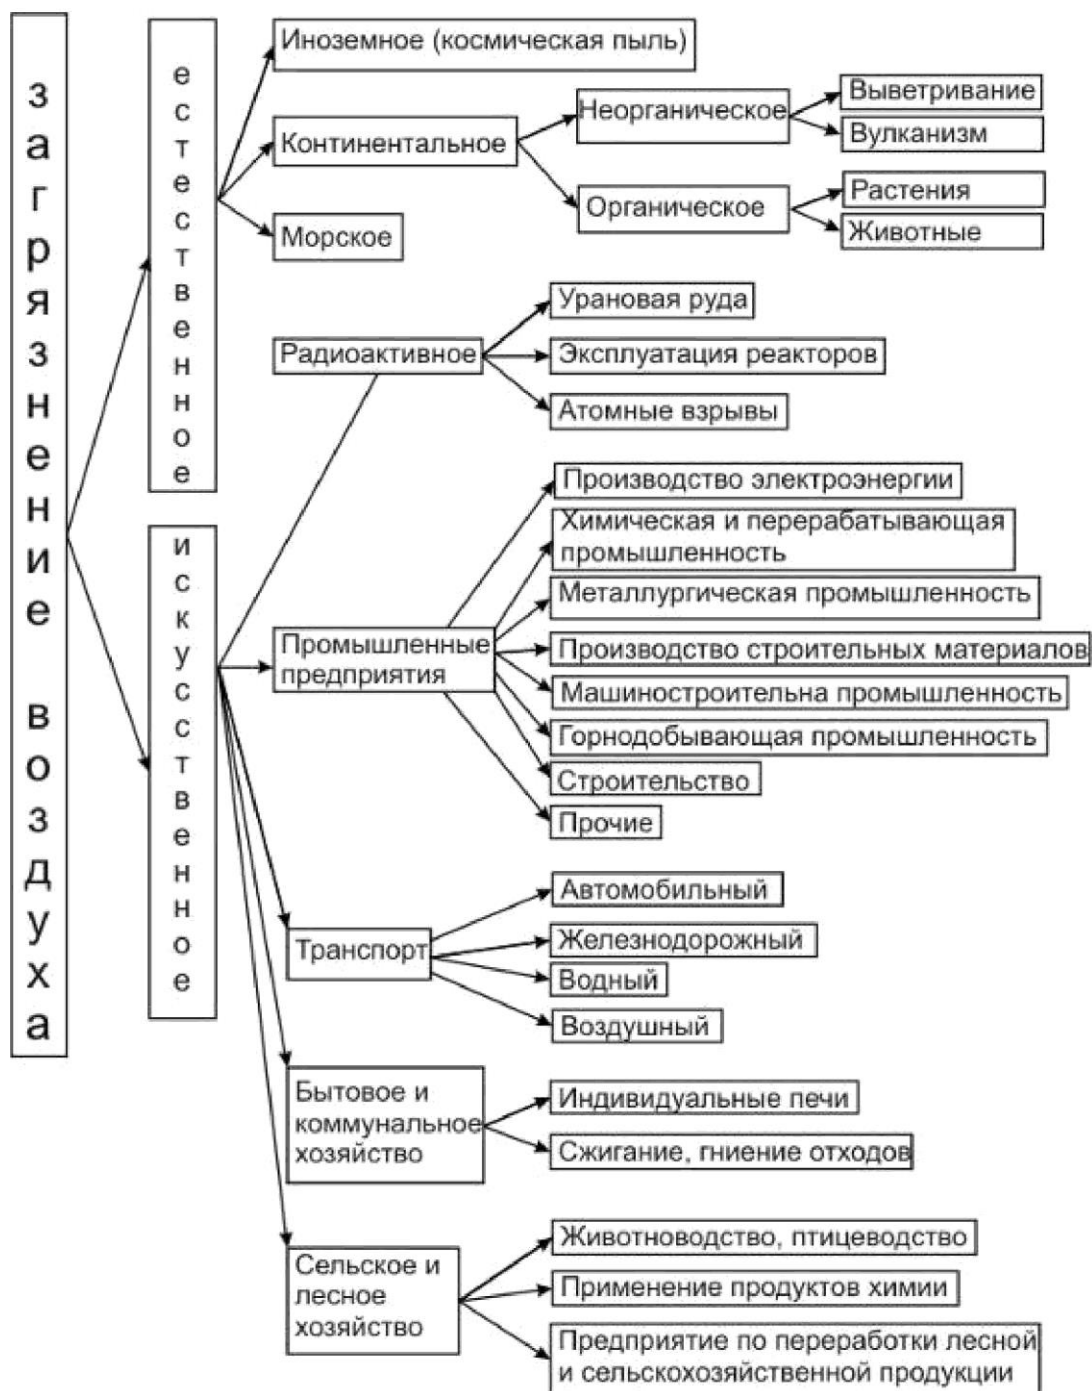 загрязнение воздуха
естественное
Иноземное (космическая пыль)
Континентальное
Неорганическое
Выветривание
Вулканизм
Органическое
Растения
Животные
Морское
искусственное
Радиоактивное
Урановая руда
Эксплуатация реакторов
Атомные взрывы
Промышленные
предприятия
Производство электроэнергии
Химическая и перерабатывающая
промышленность
Металлургическая промышленность
Производство строительных материалов
Машиностроительна промышленность
Горнодобывающая промышленность
Строительство
Прочие
Транспорт
Автомобильный
Железнодорожный
Водный
Воздушный
Бытовое и
коммунальное
хозяйство
Индивидуальные печи
Сжигание, гниение отходов
Сельское и
лесное
хозяйство
Животноводство, птицеводство
Применение продуктов химии
Предприятие по переработки лесной
и сельскохозяйственной продукции